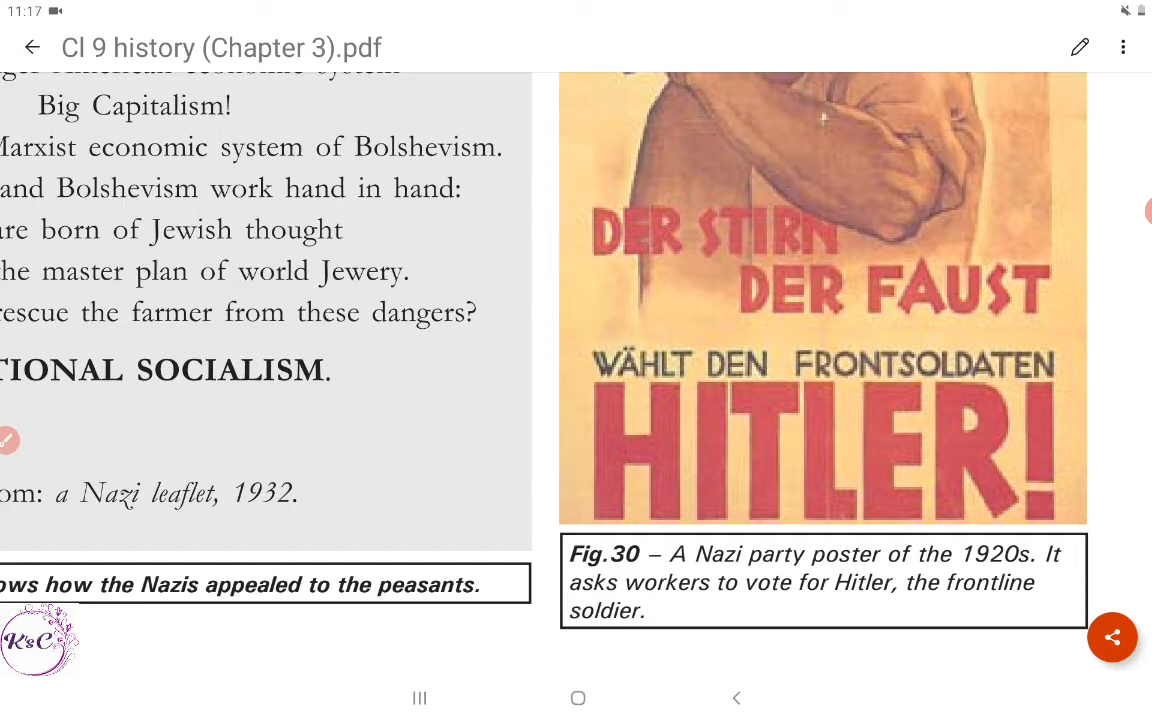 11:17
Cl 9 history (Chapter 3).pdf
American economic system
Big Capitalism!
Marxist economic system of Bolshevism.
and Bolshevism work hand in hand:
are born of Jewish thought
the master plan of world Jewery.
rescue the farmer from these dangers?
TIONAL SOCIALISM.
om: a Nazi leaflet, 1932.
ows how the Nazis appealed to the peasants.
K's C
DER STIRN
DER FAUST
WÄHLT DEN FRONTSOLDATEN
HITLER!
Fig.30 – A Nazi party poster of the 1920s. It
asks workers to vote for Hitler, the frontline
soldier.